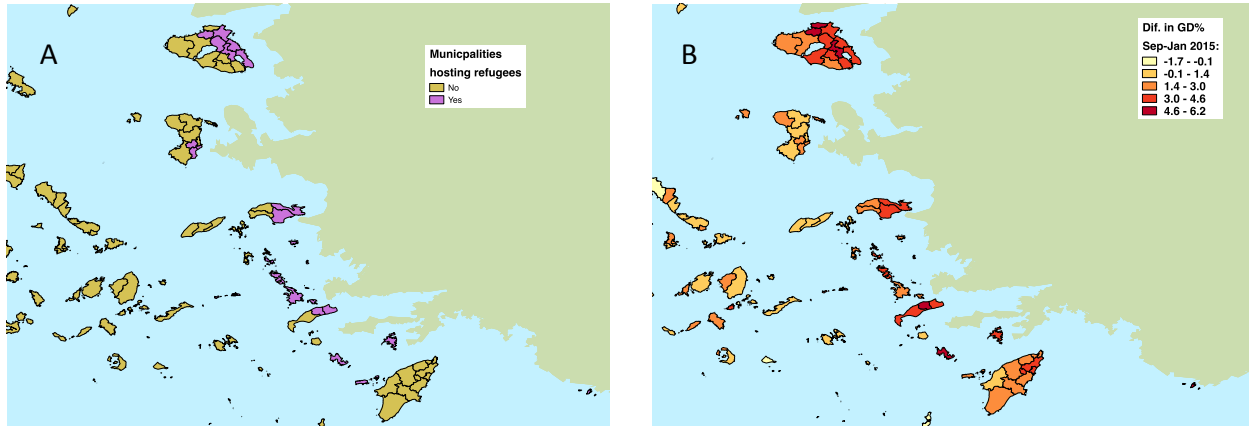 A
Municpalities
hosting refugees
No
Yes
B
Dif. in GD%
Sep-Jan 2015:
-1.7 - -0.1
-0.1 - 1.4
1.4 - 3.0
3.0 - 4.6
4.6 - 6.2